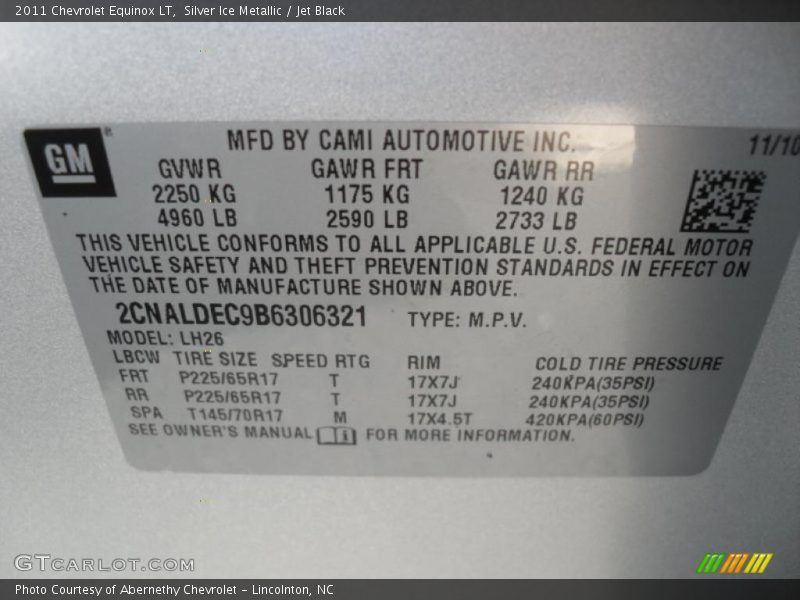 2011 Chevrolet Equinox LT, Silver Ice Metallic / Jet Black
GM
MFD BY CAMI AUTOMOTIVE INC. 11/10
GVWR GAWR FRT GAWR RR
2250 KG 1175 KG 1240 KG
4960 LB 2590 LB 2733 LB
THIS VEHICLE CONFORMS TO ALL APPLICABLE U.S. FEDERAL MOTOR
VEHICLE SAFETY AND THEFT PREVENTION STANDARDS IN EFFECT ON
THE DATE OF MANUFACTURE SHOWN ABOVE.
2CNALDEC9B6306321 TYPE: M.P.V.
MODEL: LH26
LBCW TIRE SIZE SPEED RTG RIM COLD TIRE PRESSURE
FRT P225/65R17 T 17X7J 240KPA(35PSI)
RR P225/65R17 T 17X7J 240KPA(35PSI)
SPA T145/70R17 M 17X4.5T 420KPA(60PSI)
SEE OWNER'S MANUAL FOR MORE INFORMATION.
GTCARLOT.COM
Photo Courtesy of Abernethy Chevrolet – Lincolnton, NC